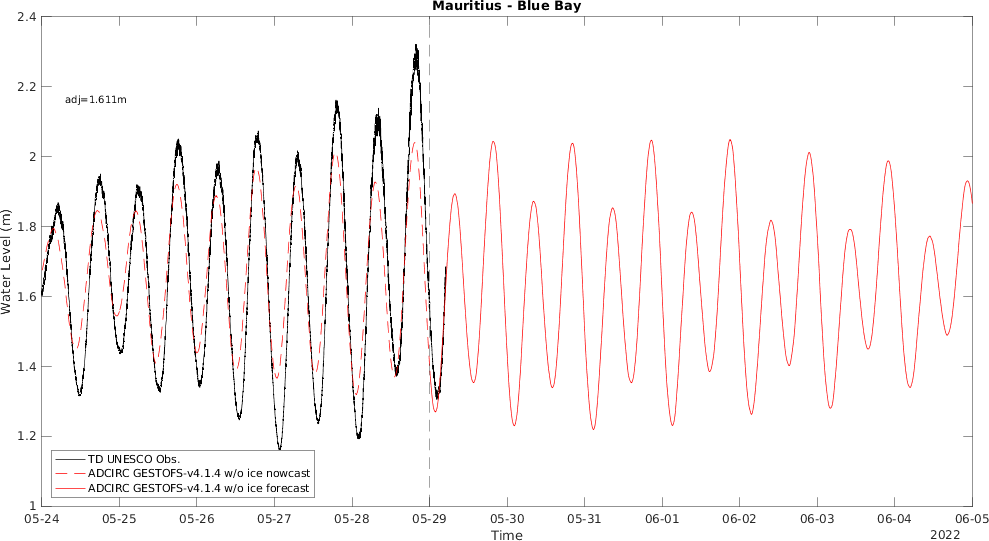 Mauritius - Blue Bay
2.4
2.2
2
1.8
1.6
1.4
1.2
1
Water Level (m)
adj=1.611m
TD UNESCO Obs.
ADCIRC GESTOFS-v4.1.4 w/o ice nowcast
ADCIRC GESTOFS-v4.1.4 w/o ice forecast
05-24 05-25 05-26 05-27 05-28 05-29 05-30 05-31 06-01 06-02 06-03 06-04 06-05
Time
2022